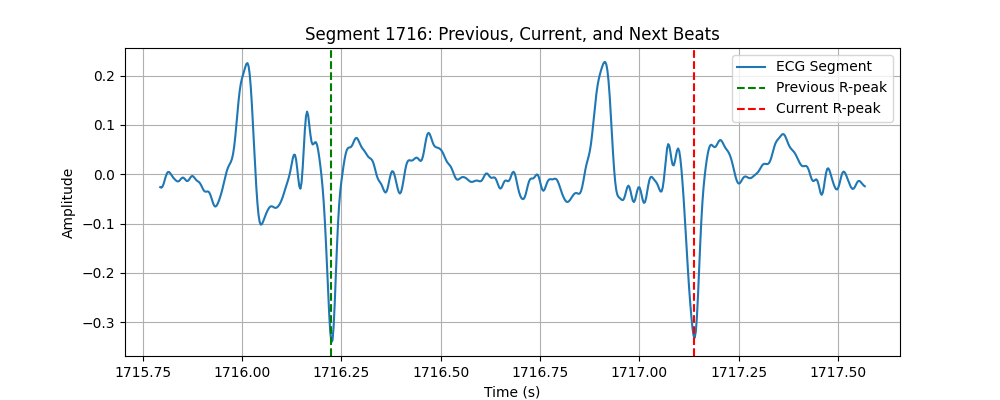 Segment 1716: Previous, Current, and Next Beats
ECG Segment
Previous R-peak
Current R-peak
0.2
0.1
0.0
−0.1
−0.2
−0.3
Amplitude
1715.75 1716.00 1716.25 1716.50 1716.75 1717.00 1717.25 1717.50
Time (s)